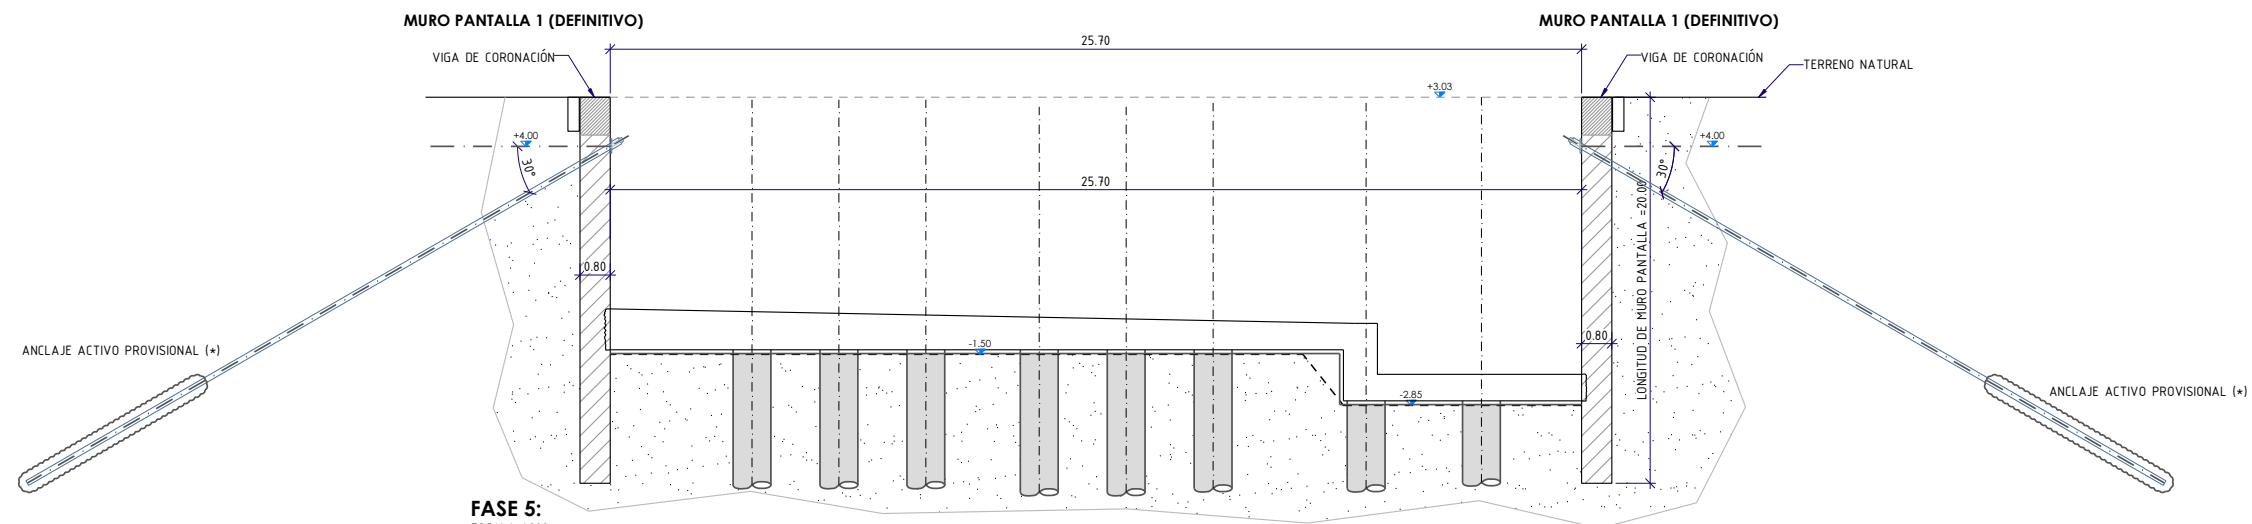 MURO PANTALLA 1 (DEFINITIVO)
MURO PANTALLA 1 (DEFINITIVO)
25.70
VIGA DE CORONACIÓN
VIGA DE CORONACIÓN
TERRENO NATURAL
+3.03
+4.00
+4.00
30°
30°
25.70
LONGITUD DE MURO PANTALLA =20.00
0.80
0.80
-1.50
ANCLAJE ACTIVO PROVISIONAL (*)
-2.85
ANCLAJE ACTIVO PROVISIONAL (*)
FASE 5: